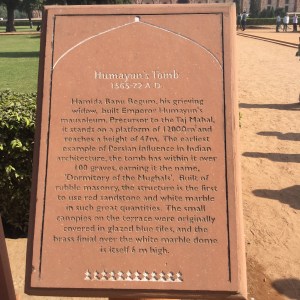 Humayun's Tomb
1565-72 A D
Hamida Banu Begum, his grieving
widow, built Emperor Humayun's
mausoleum, Precursor to the Taj Mahal,
it stands on a platform of 12000m² and
reaches a height of 47m. The earliest
example of Persian influence in Indian
architecture, the tomb has within it over
100 graves, earning it the name,
'Dormitory of the Mughals'. Built of
rubble masonry, the structure is the first
to use red sandstone and white marble
in such great quantities. The small
canopies on the terrace were originally
covered in glazed blue tiles, and the
brass finial over the white marble dome
is itself 6m high.